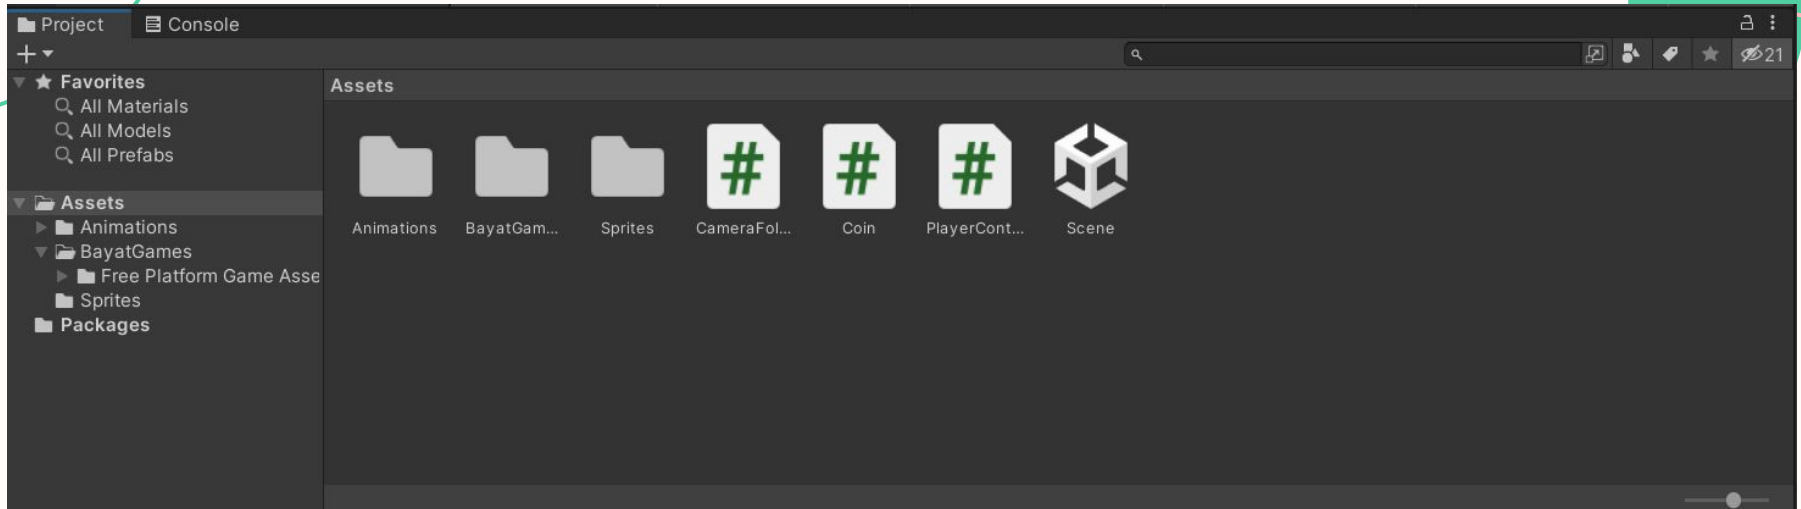 Project Console
21
Favorites
All Materials
All Models
All Prefabs
Assets
Animations
BayatGames
Free Platform Game Asse
Sprites
Packages
Assets
Animations BayatGam... Sprites CameraFol... Coin PlayerCont... Scene